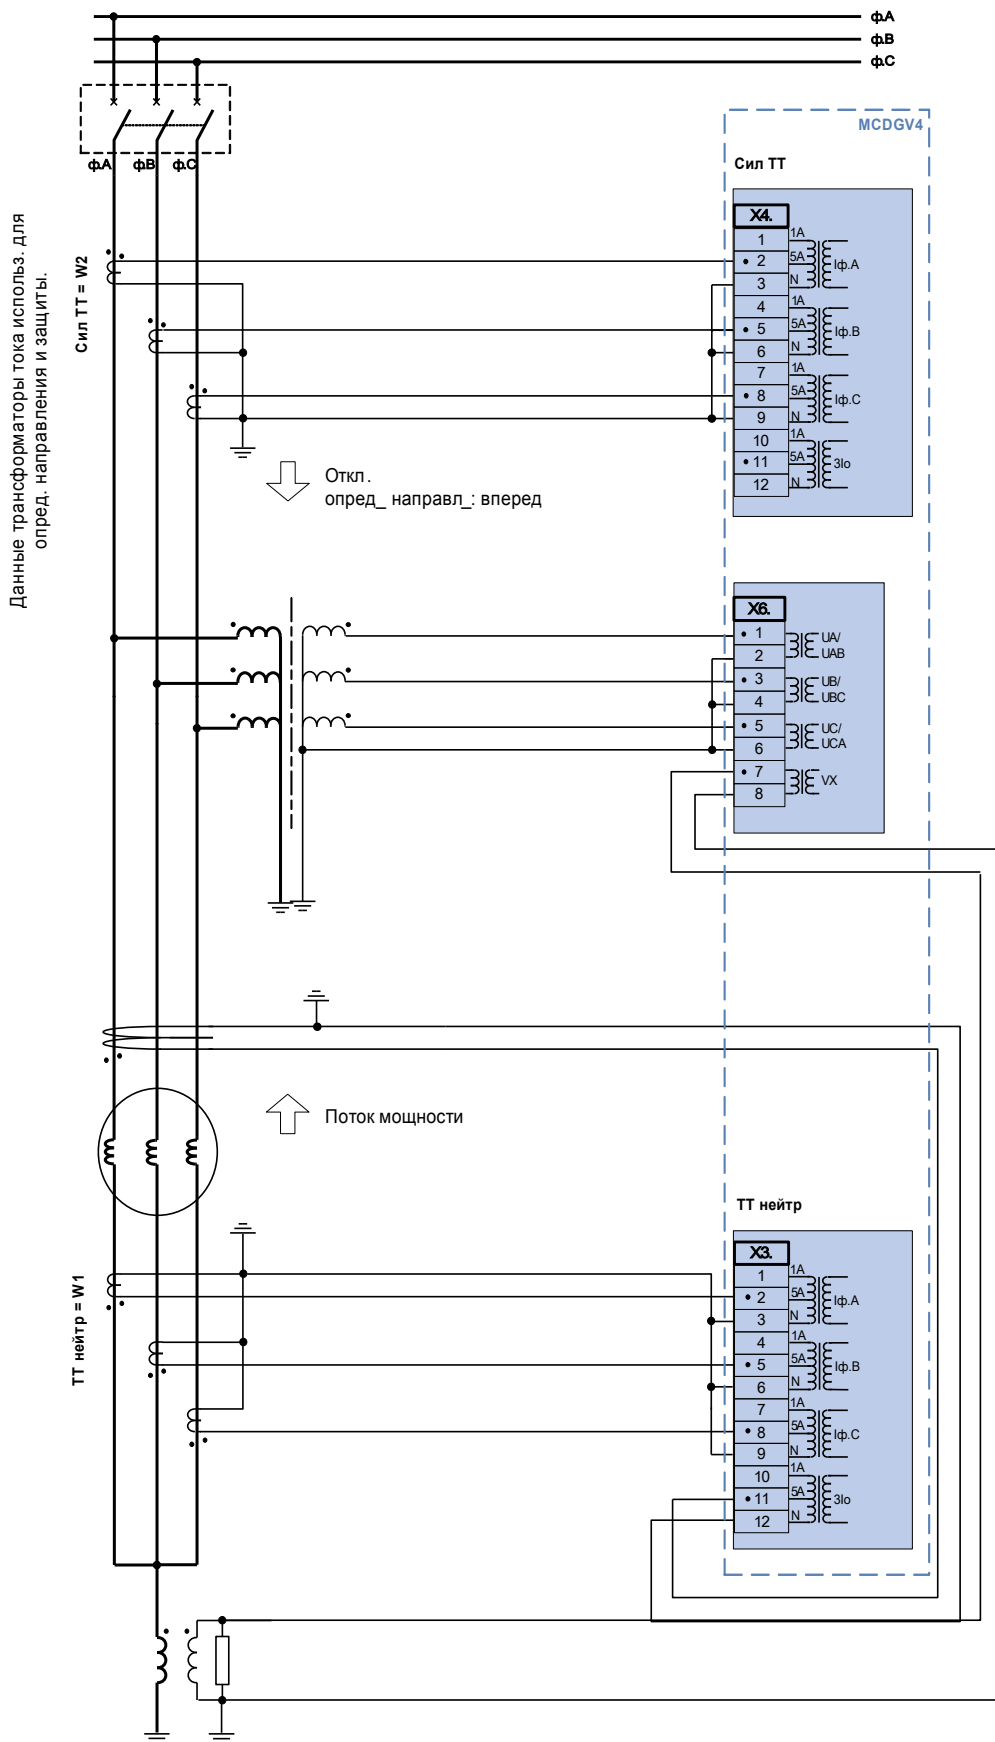 ф.A
ф.B
ф.C
ф.A
ф.B
ф.C
MCDGV4
Сил ТТ
X4.
1
2
3
4
5
6
7
8
9
10
11
12
1A
5A
N
Iф.A
1A
5A
N
Iф.B
1A
5A
N
Iф.C
1A
5A
N
3Io
Данные трансформаторы тока использ. для
опред. направления и защиты.
Сил ТТ = W2
Откл.
опред_ направл_: вперед
X6.
1
2
3
4
5
6
7
8
UA/
UAB
UB/
UBC
UC/
UCA
VX
Поток мощности
ТТ нейтр
ТТ нейтр = W1
X3.
1
2
3
4
5
6
7
8
9
10
11
12
1A
5A
N
Iф.A
1A
5A
N
Iф.B
1A
5A
N
Iф.C
1A
5A
N
3Io